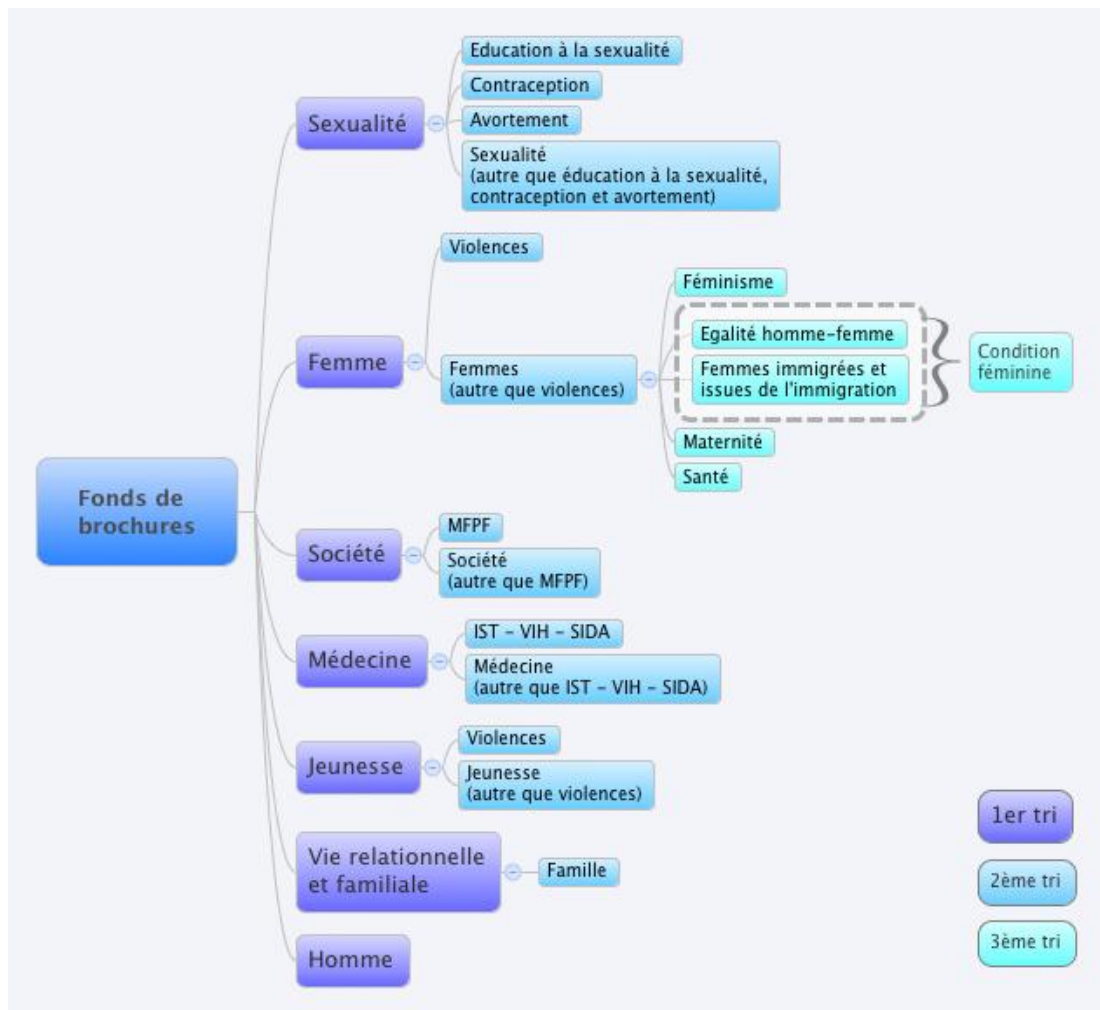 Fonds de
brochures
Sexualité
Education à la sexualité
Contraception
Avortement
Sexualité
(autre que éducation à la sexualité,
contraception et avortement)
Femme
Violences
Femmes
(autre que violences)
Féminisme
Egalité homme-femme
Femmes immigrées et
issues de l'immigration
Condition
féminine
Maternité
Santé
Société
MFPF
Société
(autre que MFPF)
Médecine
IST - VIH - SIDA
Médecine
(autre que IST - VIH - SIDA)
Jeunesse
Violences
Jeunesse
(autre que violences)
Vie relationnelle
et familiale
Famille
Homme
1er tri
2ème tri
3ème tri